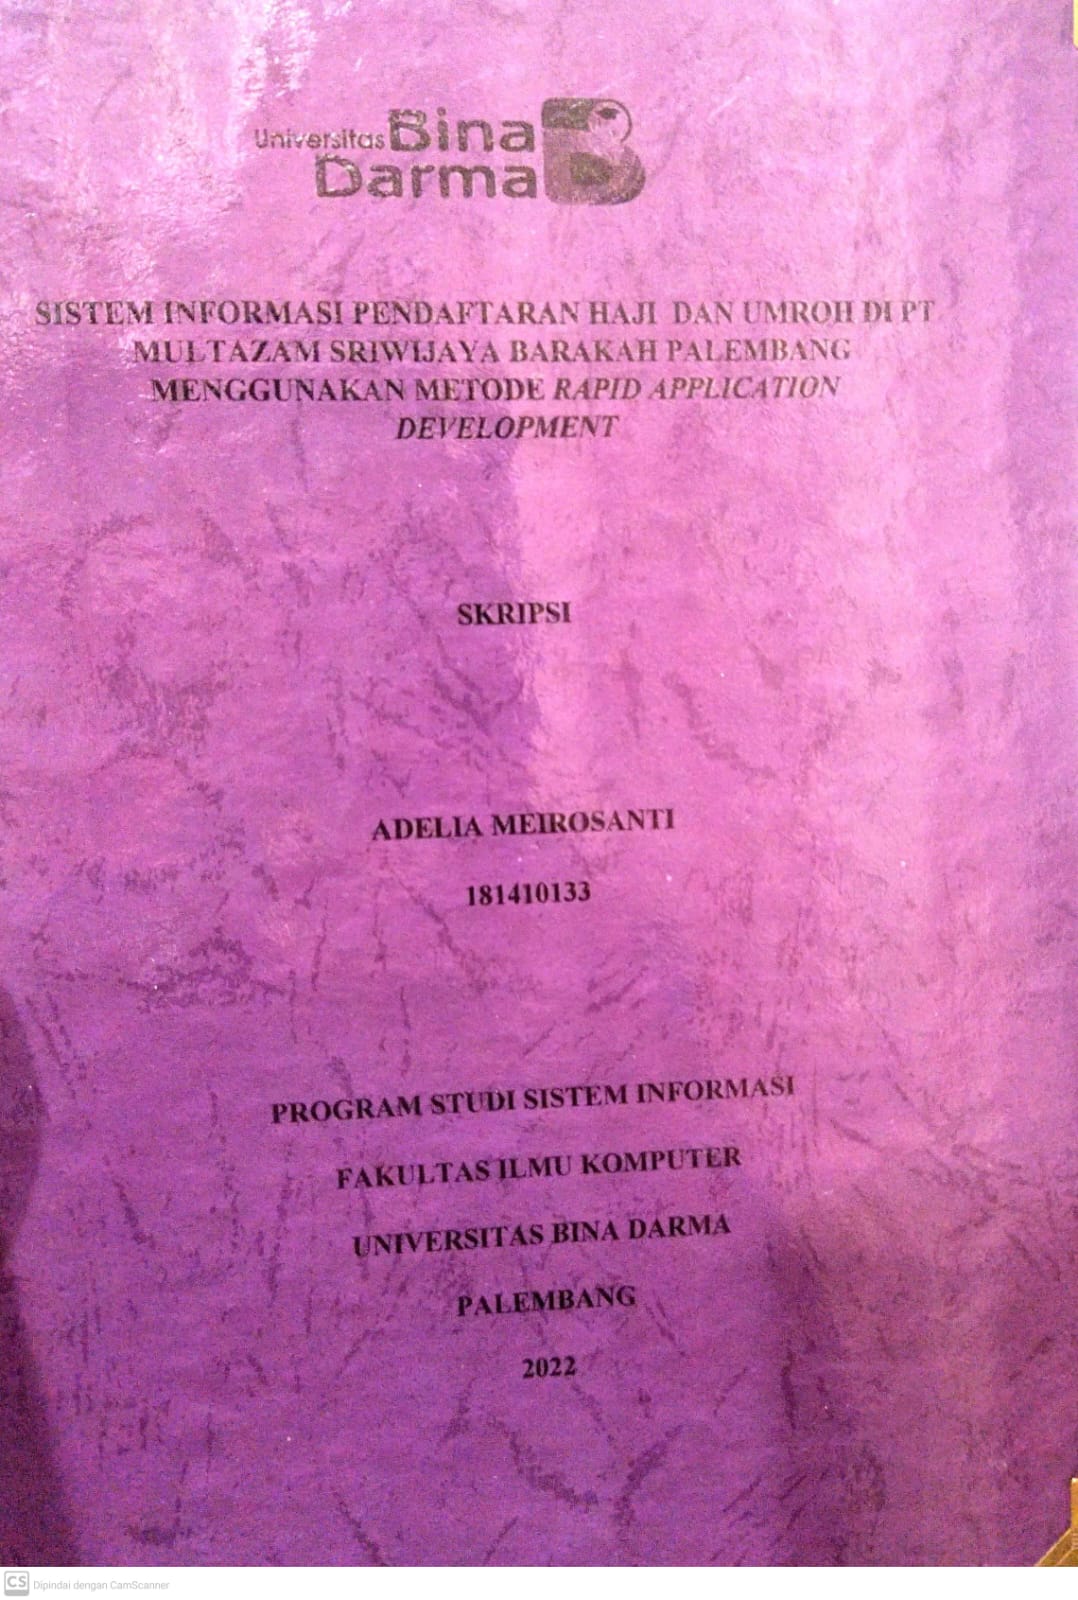 Universitas Bina
Darma
SISTEM INFORMASI PENDAFTARAN HAJI DAN UMROH DI PT
MULTAZAM SRIWIJAYA BARAKAH PALEMBANG
MENGGUNAKAN METODE RAPID APPLICATION
DEVELOPMENT
SKRIPSI
ADELIA MEIROSANTI
181410133
PROGRAM STUDI SISTEM INFORMASI
FAKULTAS ILMU KOMPUTER
UNIVERSITAS BINA DARMA
PALEMBANG
2022
CS Dipindai dengan CamScanner